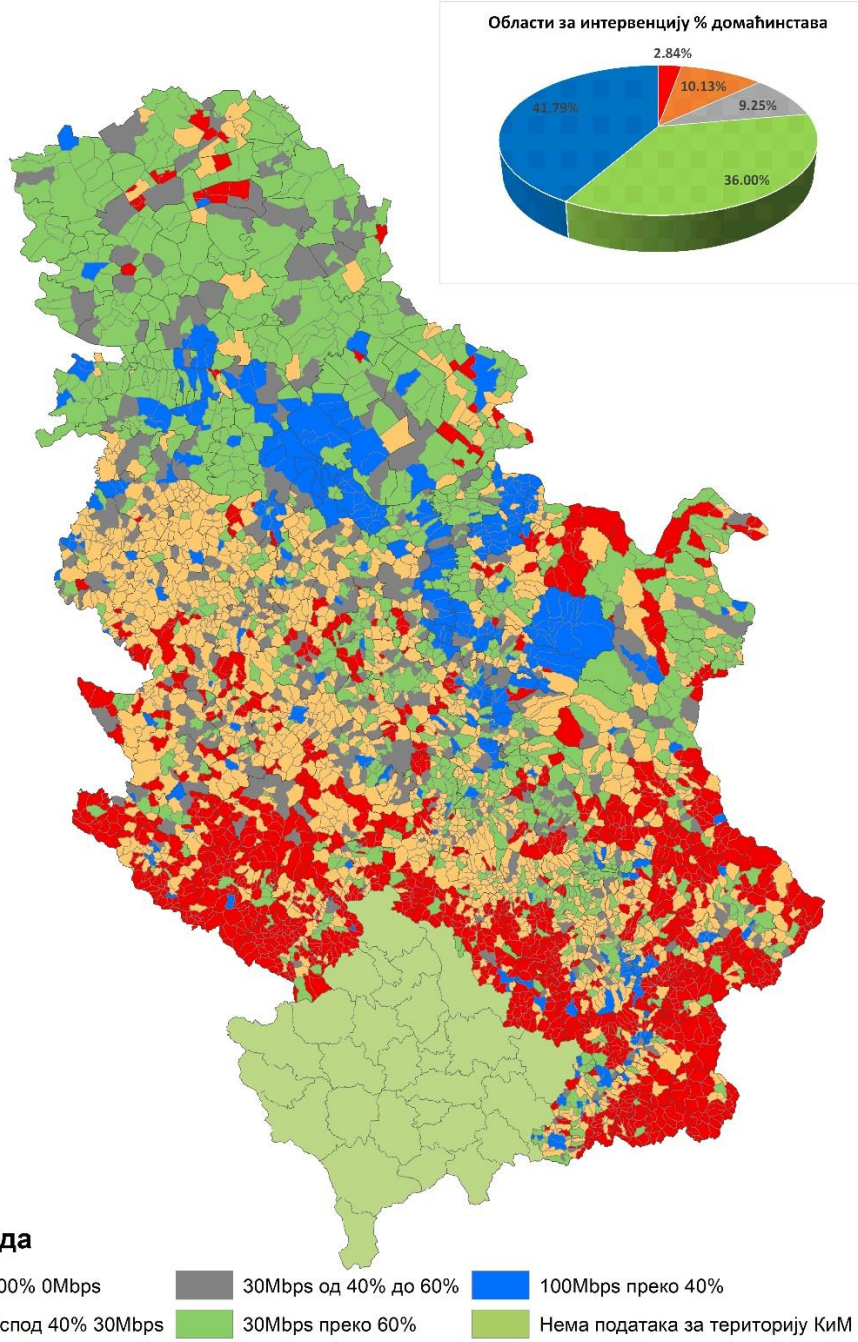 Области за интервенцију % домаћинстава
2.84%
10.13%
9.25%
36.00%
41.79%
да
00% 0Mbps
30Mbps од 40% до 60%
100Mbps преко 40%
спод 40% 30Mbps
30Mbps преко 60%
Нема података за територију КиМ